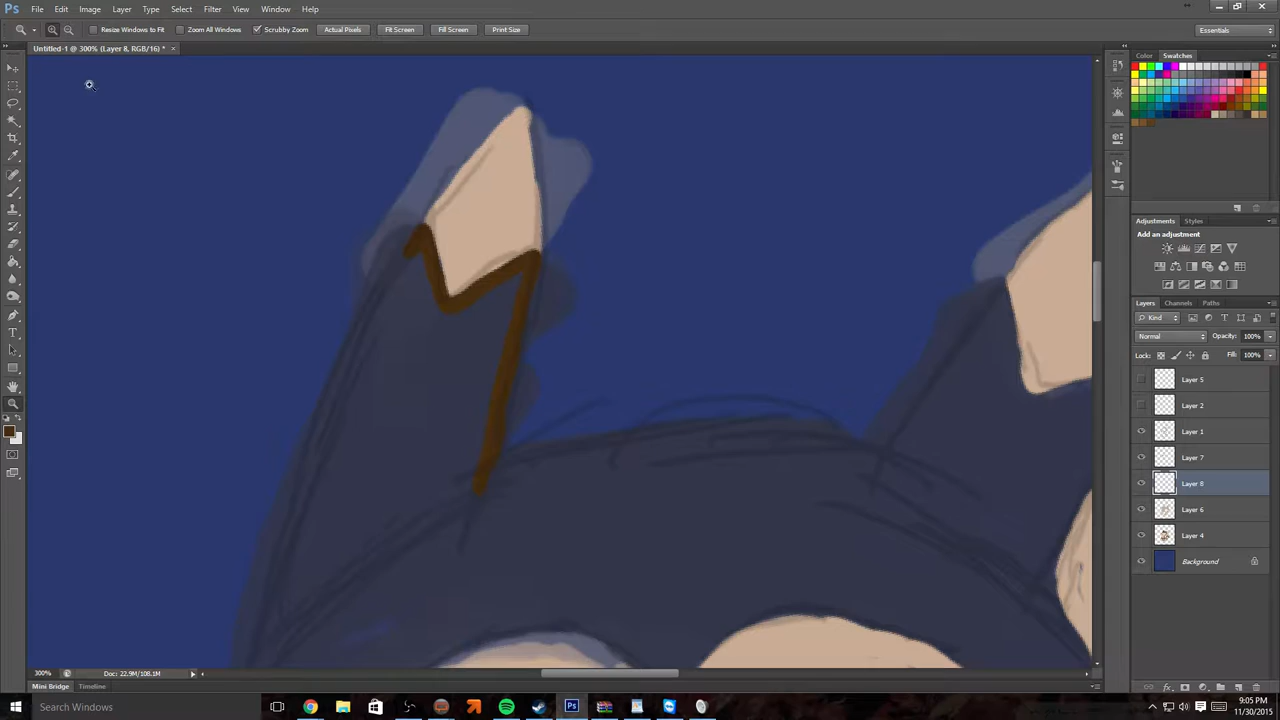 Ps File Edit Image Layer Type Select Filter View Window Help
Resize Windows to Fit Zoom All Windows Scrubby Zoom Actual Pixels Fit Screen Fill Screen Print Size Essentials
Untitled-1 @ 300% (Layer 8, RGB/16) * ×
Color Swatches
Adjustments Styles
Add an adjustment
Layers Channels Paths
Kind
Normal Opacity: 100%
Lock: Fill: 100%
Layer 5
Layer 2
Layer 1
Layer 7
Layer 8
Layer 6
Layer 4
Background
300% Doc: 22.9M/108.1M
Mini Bridge Timeline
Search Windows Ps 9:05 PM
11/30/2015